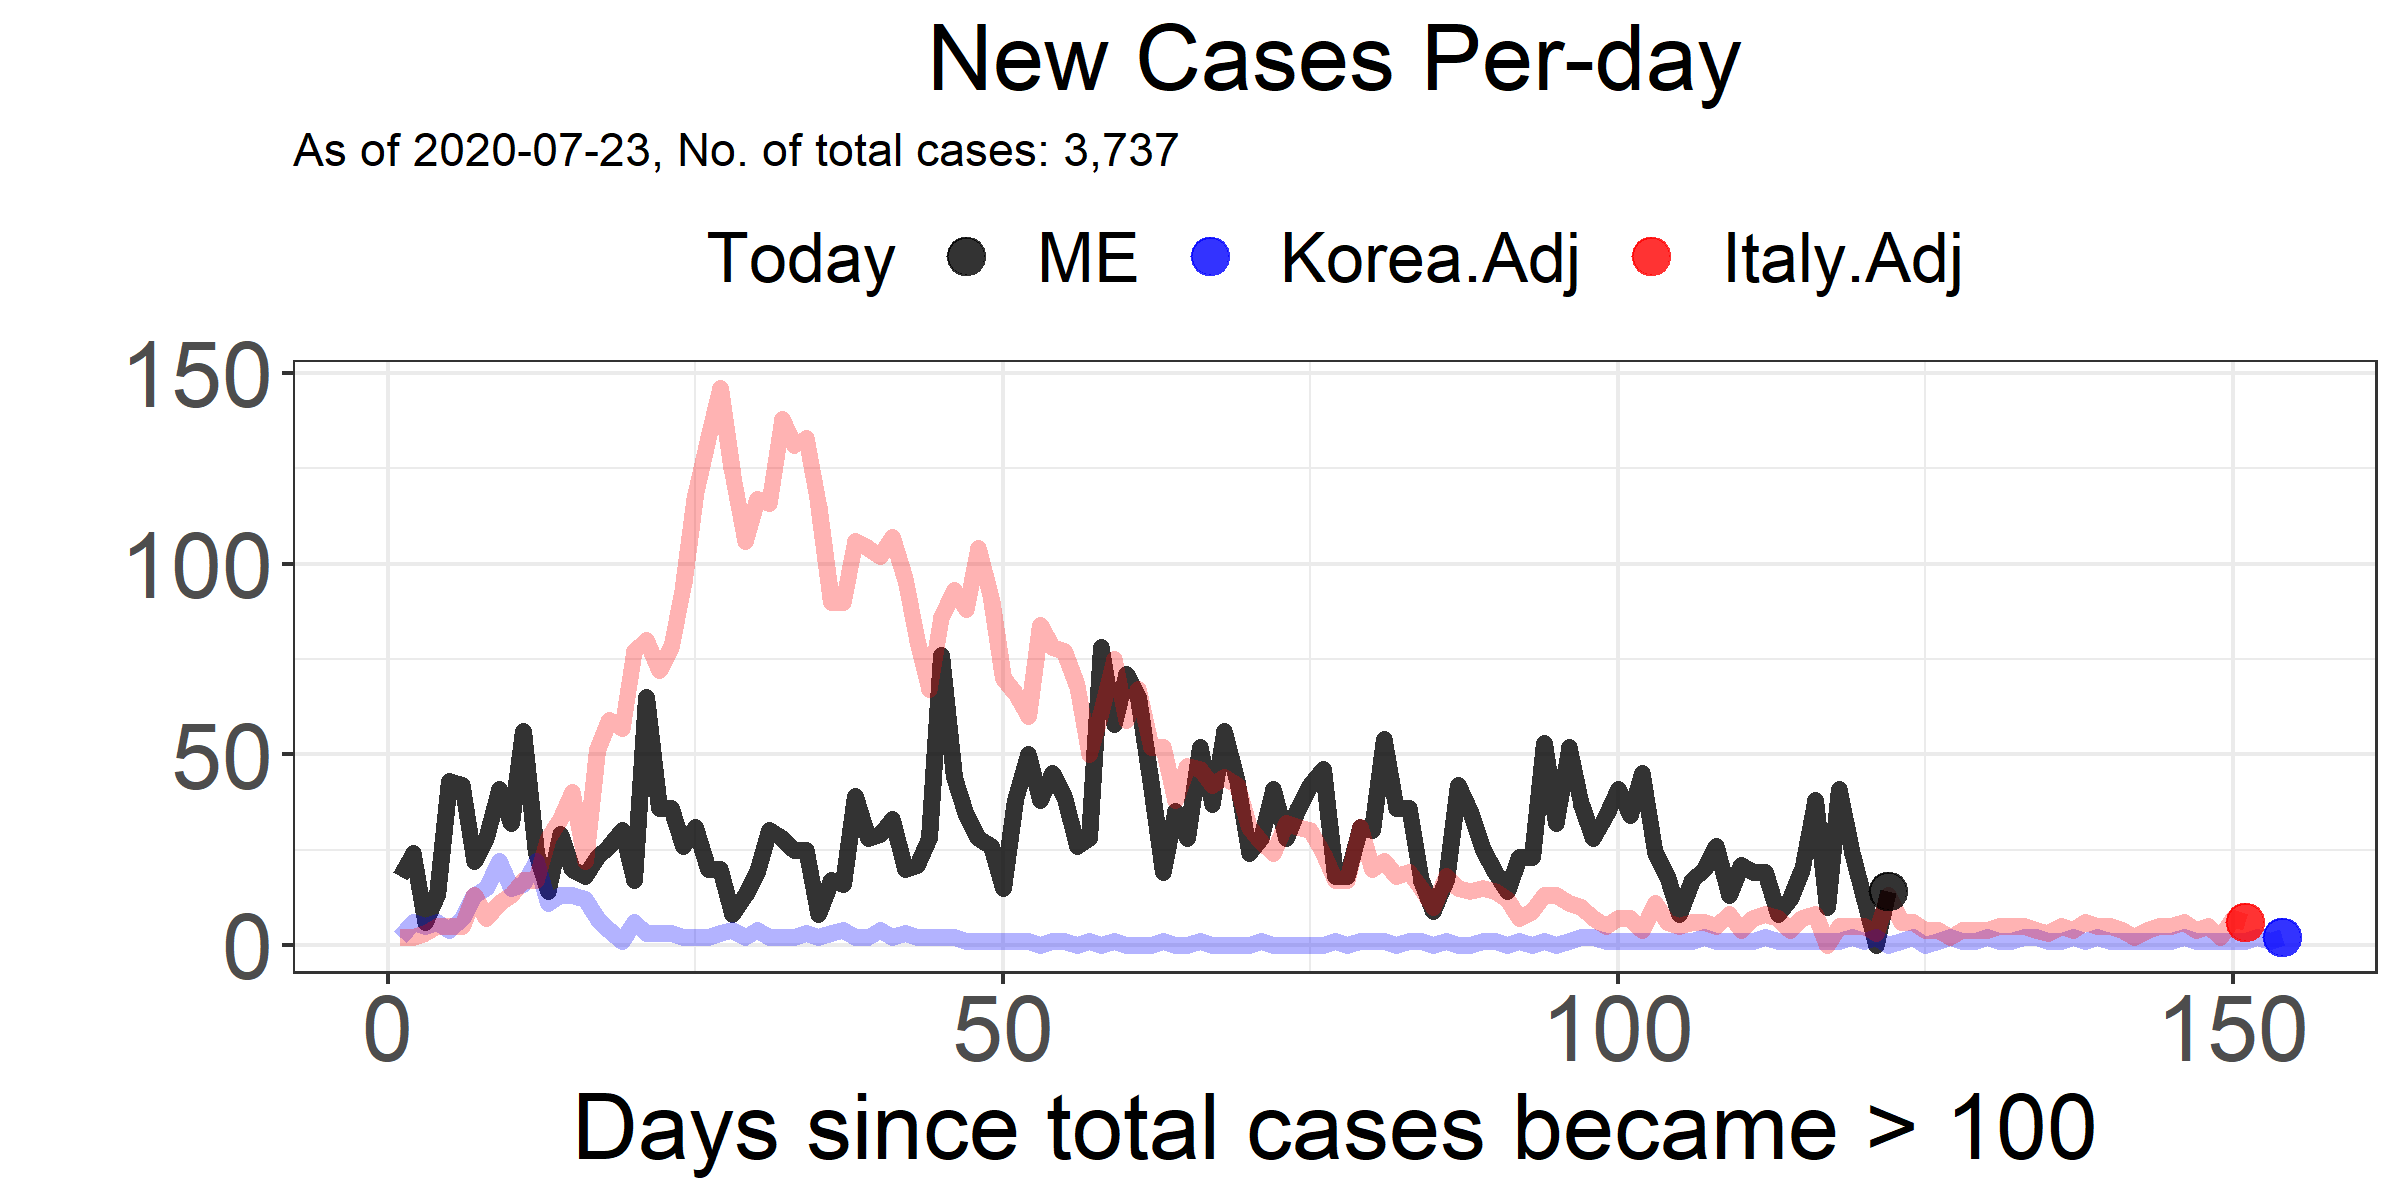 New Cases Per-day
As of 2020-07-23, No. of total cases: 3,737
Today ME Korea.Adj Italy.Adj
150
100
50
0
0 50 100 150
Days since total cases became > 100